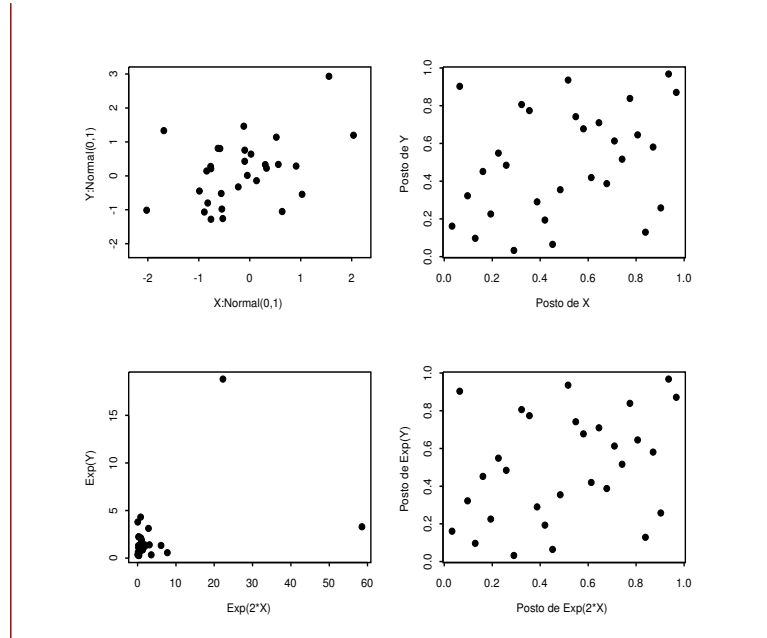 Y:Normal(0,1)
3
2
1
0
-1
-2
-2 -1 0 1 2
X:Normal(0,1)
Posto de Y
1.0
0.8
0.6
0.4
0.2
0.0
0.0 0.2 0.4 0.6 0.8 1.0
Posto de X
Exp(Y)
15
10
5
0
0 10 20 30 40 50 60
Exp(2*X)
Posto de Exp(Y)
1.0
0.8
0.6
0.4
0.2
0.0
0.0 0.2 0.4 0.6 0.8 1.0
Posto de Exp(2*X)